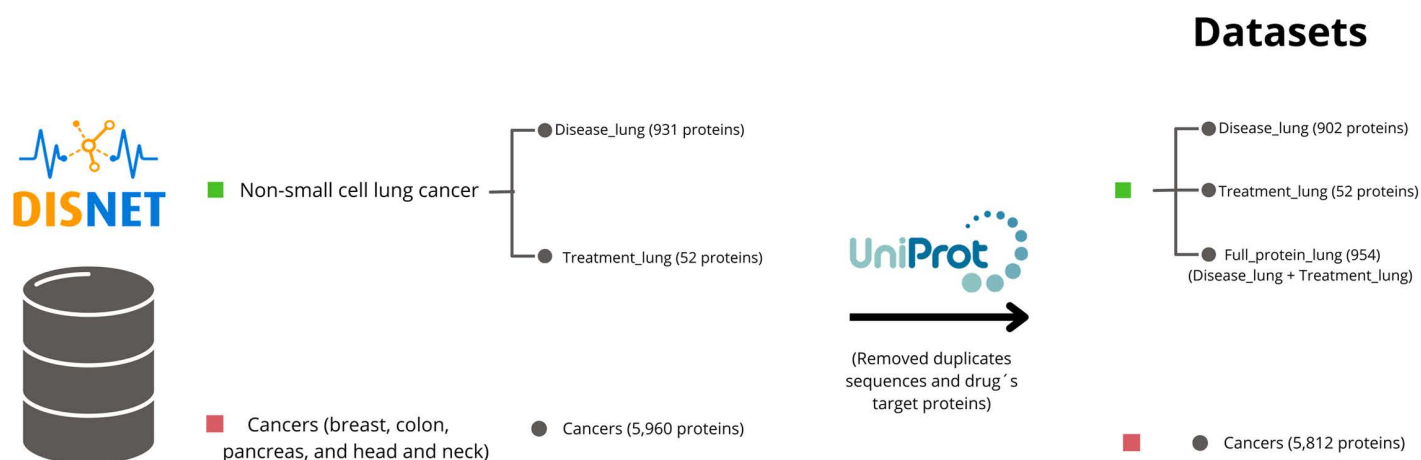 Datasets
DISNET
Non-small cell lung cancer
Disease_lung (931 proteins)
Treatment_lung (52 proteins)
UniProt
(Removed duplicates
sequences and drug´s
target proteins)
Disease_lung (902 proteins)
Treatment_lung (52 proteins)
Full_protein_lung (954)
(Disease_lung + Treatment_lung)
Cancers (breast, colon,
pancreas, and head and neck)
Cancers (5,960 proteins)
Cancers (5,812 proteins)